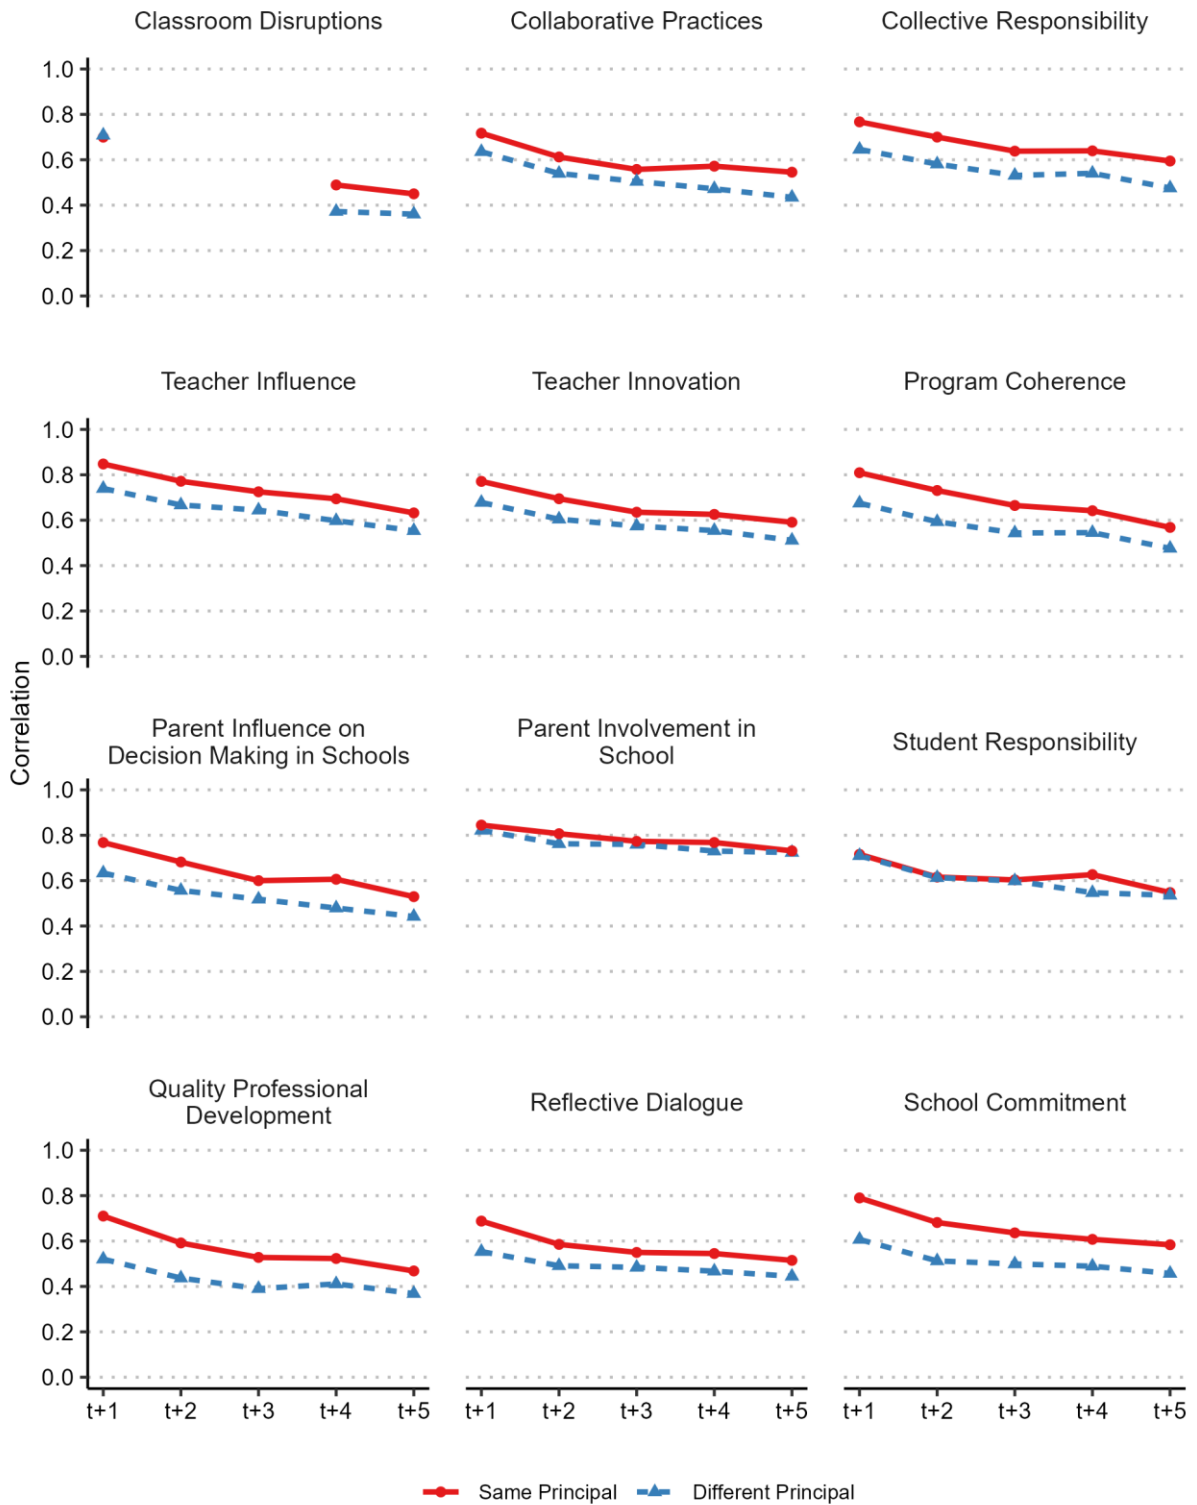 Classroom Disruptions
Collaborative Practices
Collective Responsibility
1.0
0.8
0.6
0.4
0.2
0.0
Teacher Influence
Teacher Innovation
Program Coherence
1.0
0.8
0.6
0.4
0.2
0.0
Correlation
Parent Influence on
Decision Making in Schools
Parent Involvement in
School
Student Responsibility
1.0
0.8
0.6
0.4
0.2
0.0
Quality Professional
Development
Reflective Dialogue
School Commitment
1.0
0.8
0.6
0.4
0.2
0.0
t+1 t+2 t+3 t+4 t+5
t+1 t+2 t+3 t+4 t+5
t+1 t+2 t+3 t+4 t+5
Same Principal
Different Principal